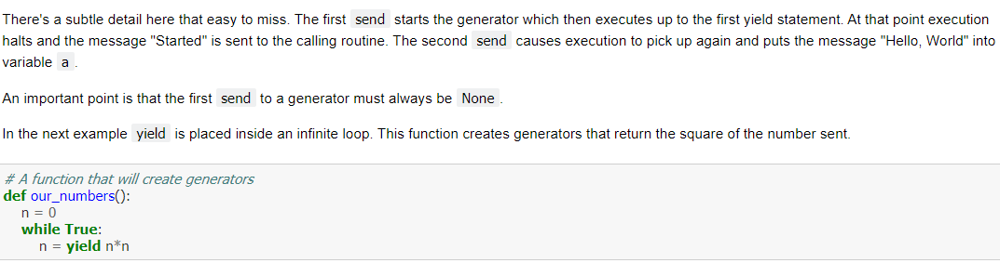 There's a subtle detail here that easy to miss. The first send starts the generator which then executes up to the first yield statement. At that point execution
halts and the message "Started" is sent to the calling routine. The second send causes execution to pick up again and puts the message "Hello, World" into
variable a .
An important point is that the first send to a generator must always be None .
In the next example yield is placed inside an infinite loop. This function creates generators that return the square of the number sent.
# A function that will create generators
def our_numbers():
    n = 0
    while True:
        n = yield n*n